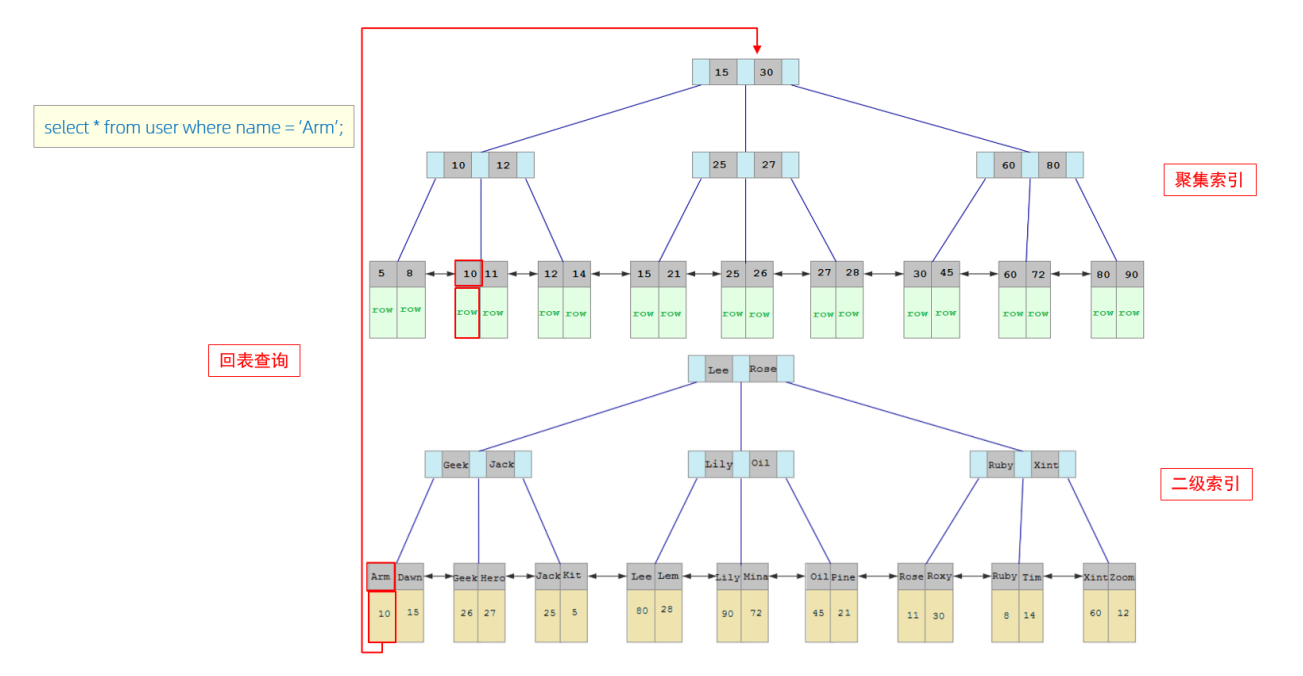 15 30
select * from user where name = 'Arm';
10 12 25 27 60 80
聚集索引
5 8 10 11 12 14 15 21 25 26 27 28 30 45 60 72 80 90
row row row row row row row row row row row row row row row row row row
回表查询
Lee Rose
Geek Jack Lily Oil Ruby Xint
二级索引
Arm Dawn Geek Hero Jack Kit Lee Lem Lily Mina Oil Pine Rose Roxy Ruby Tim Xint Zoom
10 15 26 27 25 5 80 28 90 72 45 21 11 30 8 14 60 12